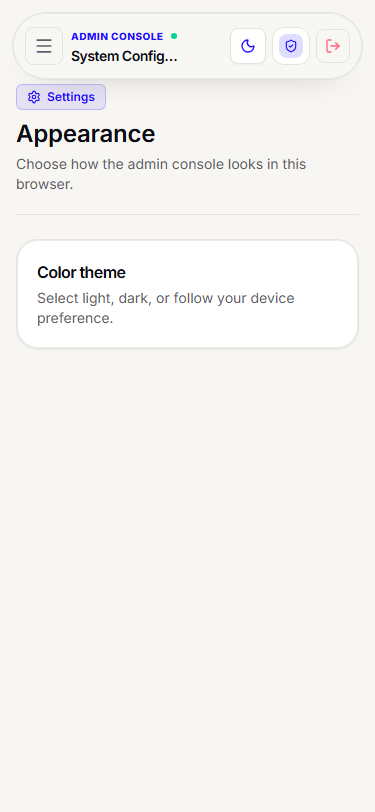 ADMIN CONSOLE
System Config...
Settings
Appearance
Choose how the admin console looks in this
browser.
Color theme
Select light, dark, or follow your device
preference.